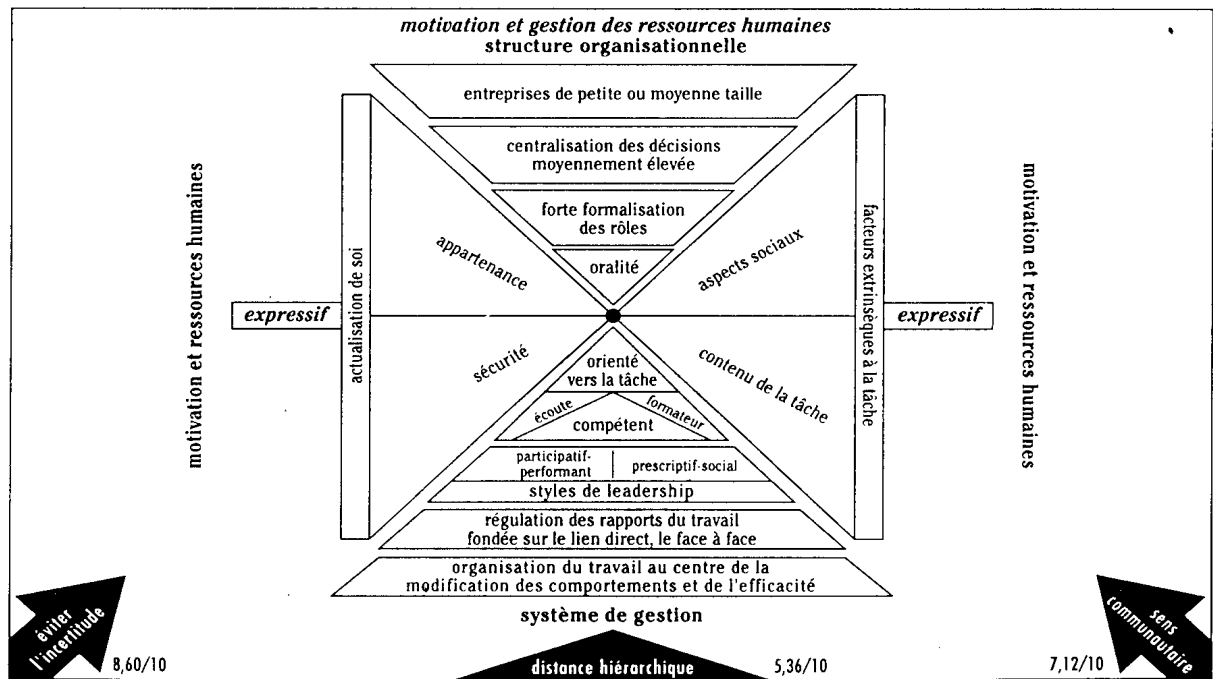 motivation et gestion des ressources humaines
structure organisationnelle
entreprises de petite ou moyenne taille
centralisation des décisions
moyennement élevée
forte formalisation
des rôles
oralité
motivation et ressources humaines
expressif
actualisation de soi
appartenance
sécurité
aspects sociaux
contenu de la tâche
facteurs extrinsèques à la tâche
expressif
motivation et ressources humaines
orienté
vers la tâche
écoute
formateur
compétent
participatif-
performant
prescriptif-social
styles de leadership
régulation des rapports du travail
fondée sur le lien direct, le face à face
organisation du travail au centre de la
modification des comportements et de l'efficacité
système de gestion
éviter
l'incertitude
8,60/10
distance hiérarchique
5,36/10
7,12/10
sens
communautaire